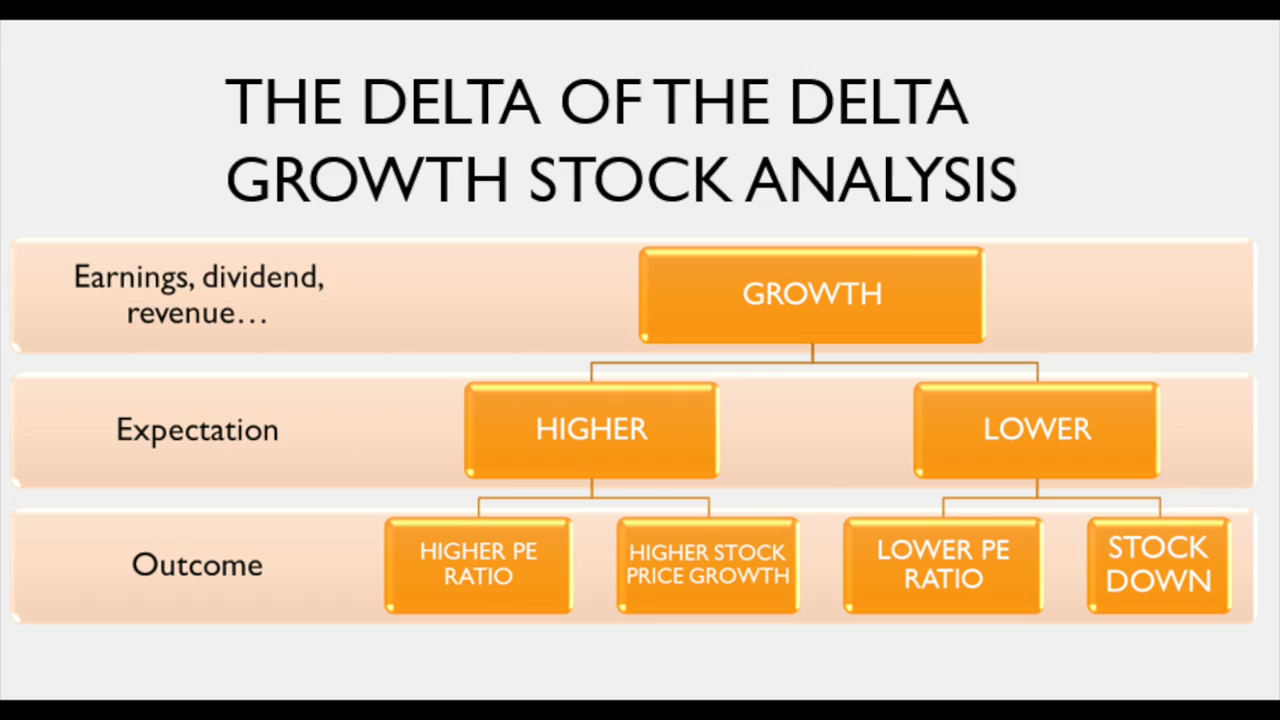 THE DELTA OF THE DELTA
GROWTH STOCK ANALYSIS
Earnings, dividend,
revenue...
GROWTH
Expectation
HIGHER
LOWER
Outcome
HIGHER PE
RATIO
HIGHER STOCK
PRICE GROWTH
LOWER PE
RATIO
STOCK
DOWN